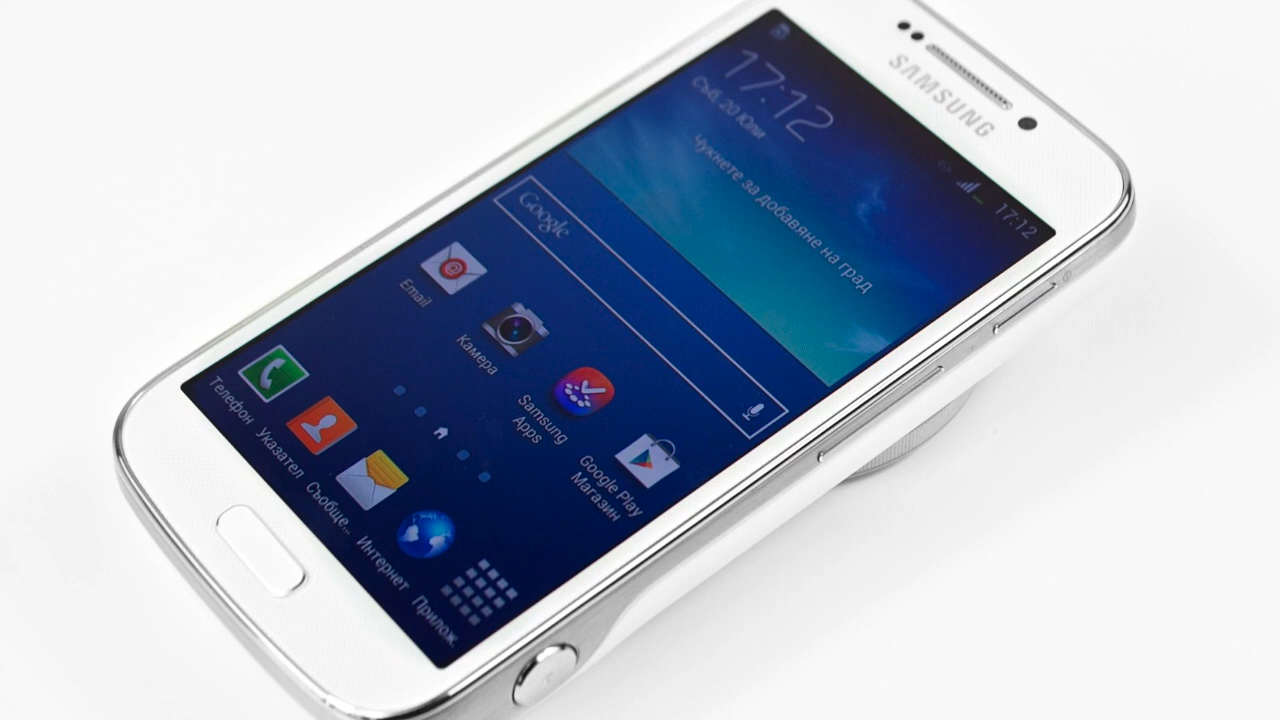 SAMSUNG
17:12
17:12
Съб, 20 Юли
Чукнете за добавяне на град
Google
Email
Камера
Samsung
Apps
Google Play
Магазин
Телефон
Указател
Съобще...
Интернет
Прилож.